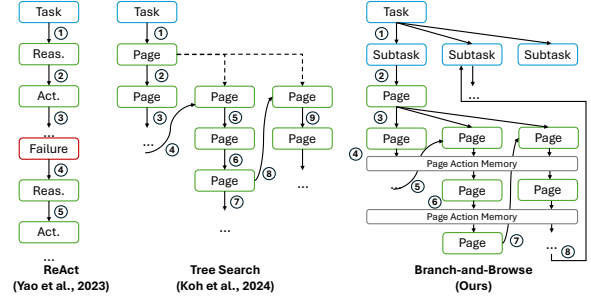 Task
①
Reas.
②
Act.
③
...
Failure
④
Reas.
⑤
Act.
...
ReAct
(Yao et al., 2023)
Task
①
Page
②
Page
③
...
④
Page
⑤
Page
⑥
Page
⑦
...
⑧
Page
⑨
Page
...
Tree Search
(Koh et al., 2024)
Task
①
Subtask Subtask Subtask
②
...
Page
③
Page Page Page
④
Page Action Memory
...
⑤
Page Page
⑥
Page Action Memory
Page
⑦
...
⑧
Branch-and-Browse
(Ours)